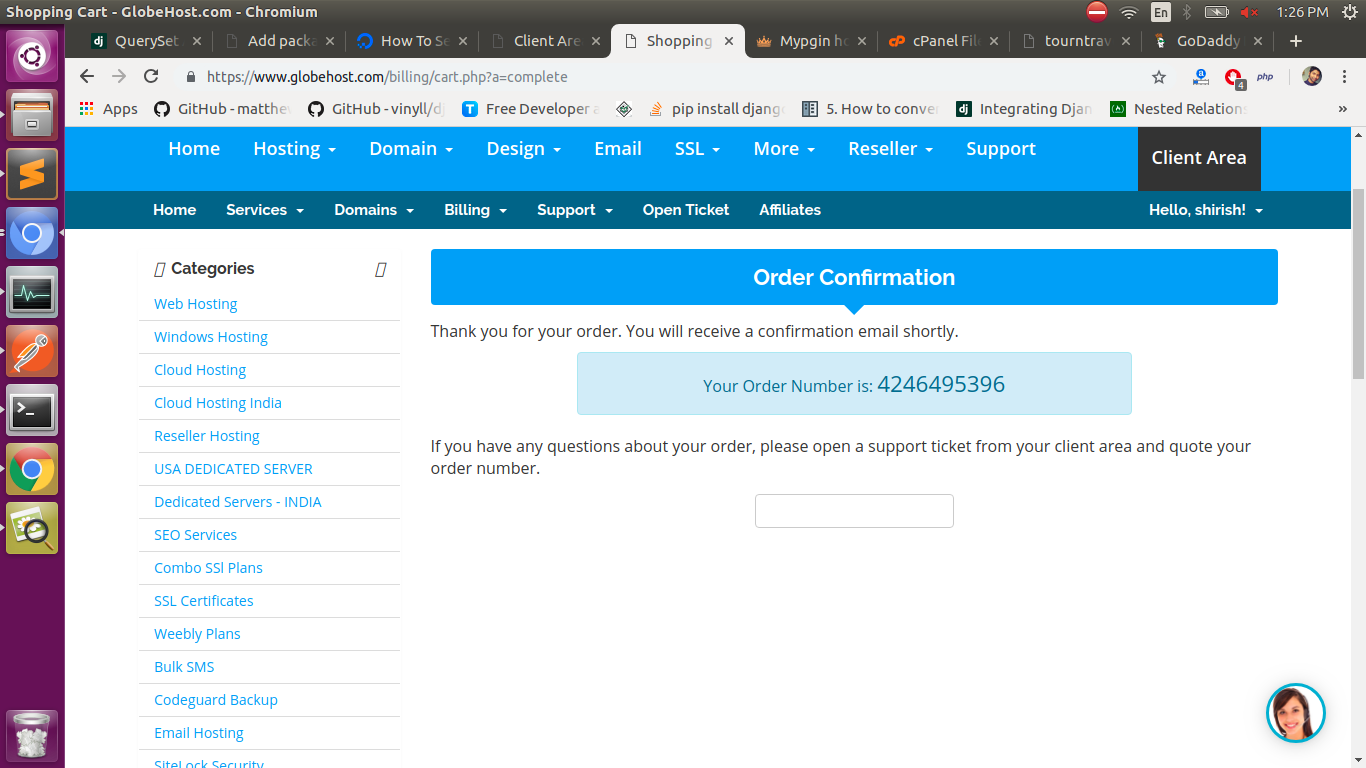 Shopping Cart - GlobeHost.com - Chromium
En
1:26 PM
QuerySet
Add packa
How To Se
Client Are
Shopping
Mypgin ho
cPanel File
tourntrav
GoDaddy
https://www.globehost.com/billing/cart.php?a=complete
4
php
Apps
GitHub - matthew
GitHub - vinyll/dj
Free Developer a
pip install djange
5. How to conver
Integrating Djan
Nested Relations
Home
Hosting
Domain
Design
Email
SSL
More
Reseller
Support
Client Area
Home
Services
Domains
Billing
Support
Open Ticket
Affiliates
Hello, shirish!
Categories
Web Hosting
Windows Hosting
Cloud Hosting
Cloud Hosting India
Reseller Hosting
USA DEDICATED SERVER
Dedicated Servers - INDIA
SEO Services
Combo SSl Plans
SSL Certificates
Weebly Plans
Bulk SMS
Codeguard Backup
Email Hosting
SiteLock Security
Order Confirmation
Thank you for your order. You will receive a confirmation email shortly.
Your Order Number is: 4246495396
If you have any questions about your order, please open a support ticket from your client area and quote your
order number.